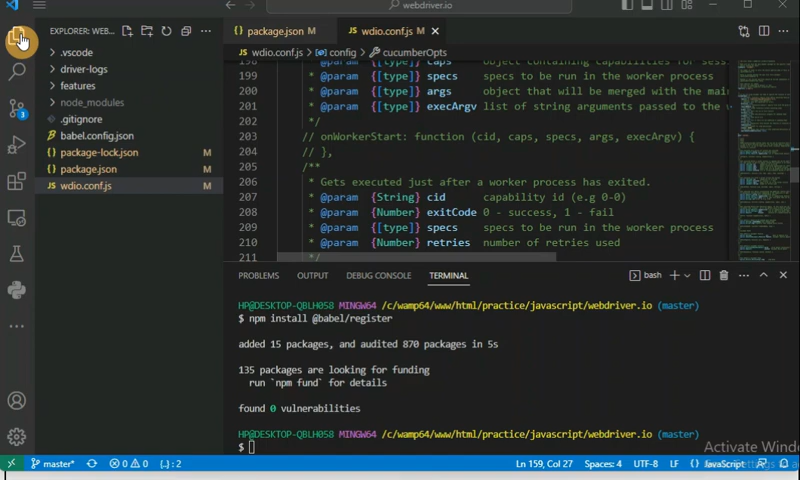 webdriver.io
EXPLORER: WEB...
.vscode
driver-logs
features
node_modules
.gitignore
babel.config.json
package-lock.json M
package.json M
wdio.conf.js M
3
package.json M
wdio.conf.js M
wdio.conf.js > config > cucumberOpts
198 * @param {[type]} caps object containing capabilities for sess
199 * @param {[type]} specs specs to be run in the worker process
200 * @param {[type]} args object that will be merged with the main
201 * @param {[type]} execArgv list of string arguments passed to the w
202 */
203 // onWorkerStart: function (cid, caps, specs, args, execArgv) {
204 // },
205 /**
206 * Gets executed just after a worker process has exited.
207 * @param {String} cid capability id (e.g 0-0)
208 * @param {Number} exitCode 0 - success, 1 - fail
209 * @param {[type]} specs specs to be run in the worker process
210 * @param {Number} retries number of retries used
211 */
PROBLEMS OUTPUT DEBUG CONSOLE TERMINAL
bash
HP@DESKTOP-QBLH058 MINGW64 /c/wamp64/www/html/practice/javascript/webdriver.io (master)
$ npm install @babel/register
added 15 packages, and audited 870 packages in 5s
135 packages are looking for funding
run `npm fund` for details
found 0 vulnerabilities
HP@DESKTOP-QBLH058 MINGW64 /c/wamp64/www/html/practice/javascript/webdriver.io (master)
$
Activate Windo
master* 0 0 {..} : 2
Ln 159, Col 27 Spaces: 4 UTF-8 LF {} JavaScript